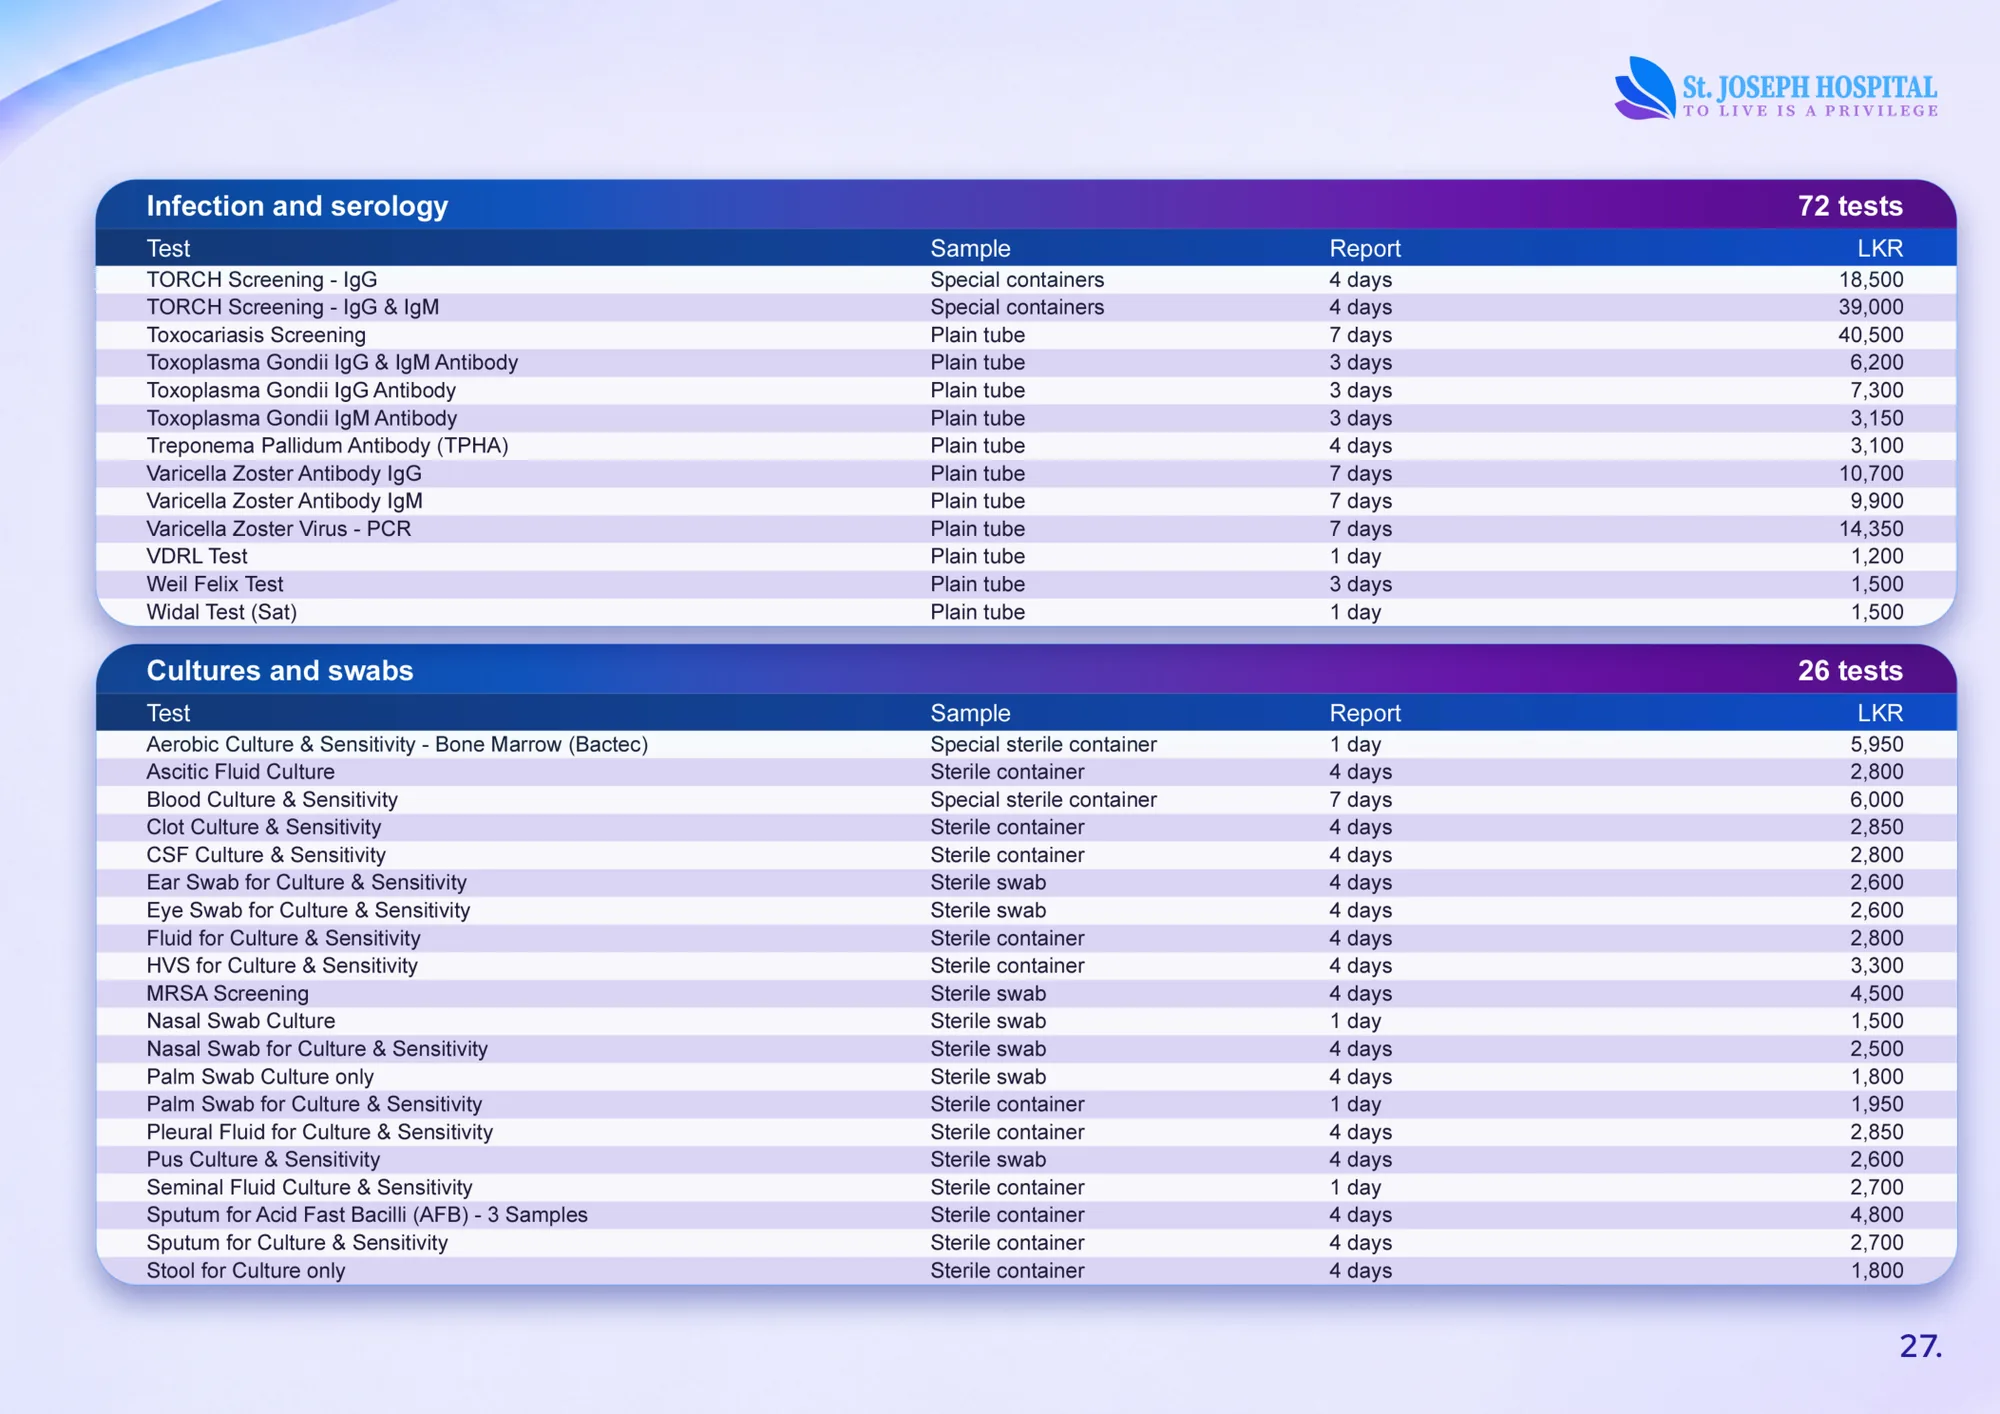 St. JOSEPH HOSPITAL
TO LIVE IS A PRIVILEGE
Infection and serology 72 tests
Test Sample Report LKR
TORCH Screening - IgG Special containers 4 days 18,500
TORCH Screening - IgG & IgM Special containers 4 days 39,000
Toxocariasis Screening Plain tube 7 days 40,500
Toxoplasma Gondii IgG & IgM Antibody Plain tube 3 days 6,200
Toxoplasma Gondii IgG Antibody Plain tube 3 days 7,300
Toxoplasma Gondii IgM Antibody Plain tube 3 days 3,150
Treponema Pallidum Antibody (TPHA) Plain tube 4 days 3,100
Varicella Zoster Antibody IgG Plain tube 7 days 10,700
Varicella Zoster Antibody IgM Plain tube 7 days 9,900
Varicella Zoster Virus - PCR Plain tube 7 days 14,350
VDRL Test Plain tube 1 day 1,200
Weil Felix Test Plain tube 3 days 1,500
Widal Test (Sat) Plain tube 1 day 1,500
Cultures and swabs 26 tests
Test Sample Report LKR
Aerobic Culture & Sensitivity - Bone Marrow (Bactec) Special sterile container 1 day 5,950
Ascitic Fluid Culture Sterile container 4 days 2,800
Blood Culture & Sensitivity Special sterile container 7 days 6,000
Clot Culture & Sensitivity Sterile container 4 days 2,850
CSF Culture & Sensitivity Sterile container 4 days 2,800
Ear Swab for Culture & Sensitivity Sterile swab 4 days 2,600
Eye Swab for Culture & Sensitivity Sterile swab 4 days 2,600
Fluid for Culture & Sensitivity Sterile container 4 days 2,800
HVS for Culture & Sensitivity Sterile container 4 days 3,300
MRSA Screening Sterile swab 4 days 4,500
Nasal Swab Culture Sterile swab 1 day 1,500
Nasal Swab for Culture & Sensitivity Sterile swab 4 days 2,500
Palm Swab Culture only Sterile swab 4 days 1,800
Palm Swab for Culture & Sensitivity Sterile container 1 day 1,950
Pleural Fluid for Culture & Sensitivity Sterile container 4 days 2,850
Pus Culture & Sensitivity Sterile swab 4 days 2,600
Seminal Fluid Culture & Sensitivity Sterile container 1 day 2,700
Sputum for Acid Fast Bacilli (AFB) - 3 Samples Sterile container 4 days 4,800
Sputum for Culture & Sensitivity Sterile container 4 days 2,700
Stool for Culture only Sterile container 4 days 1,800
27.